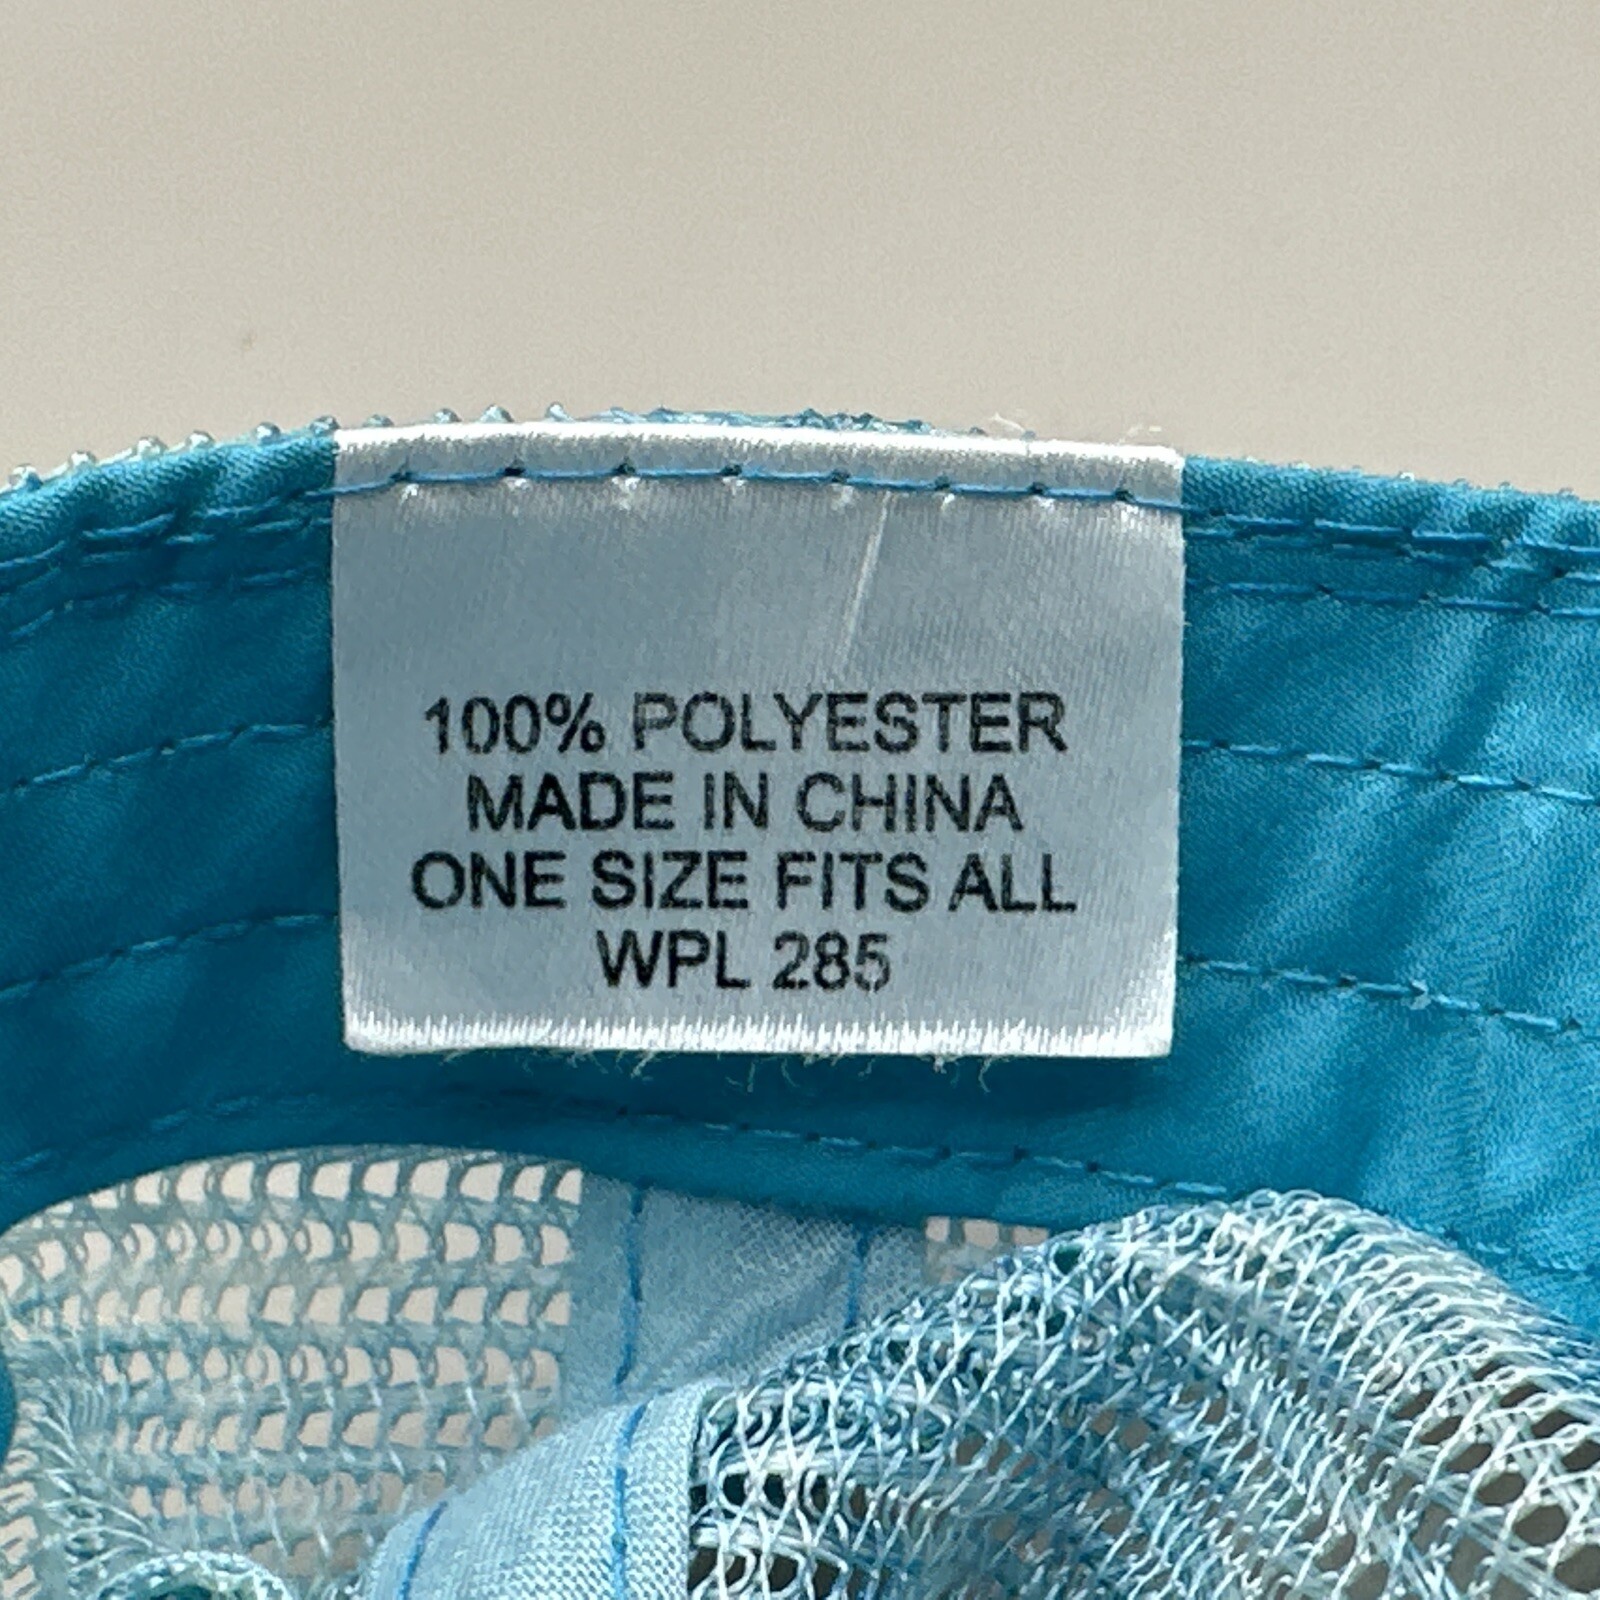 100% POLYESTER
MADE IN CHINA
ONE SIZE FITS ALL
WPL 285